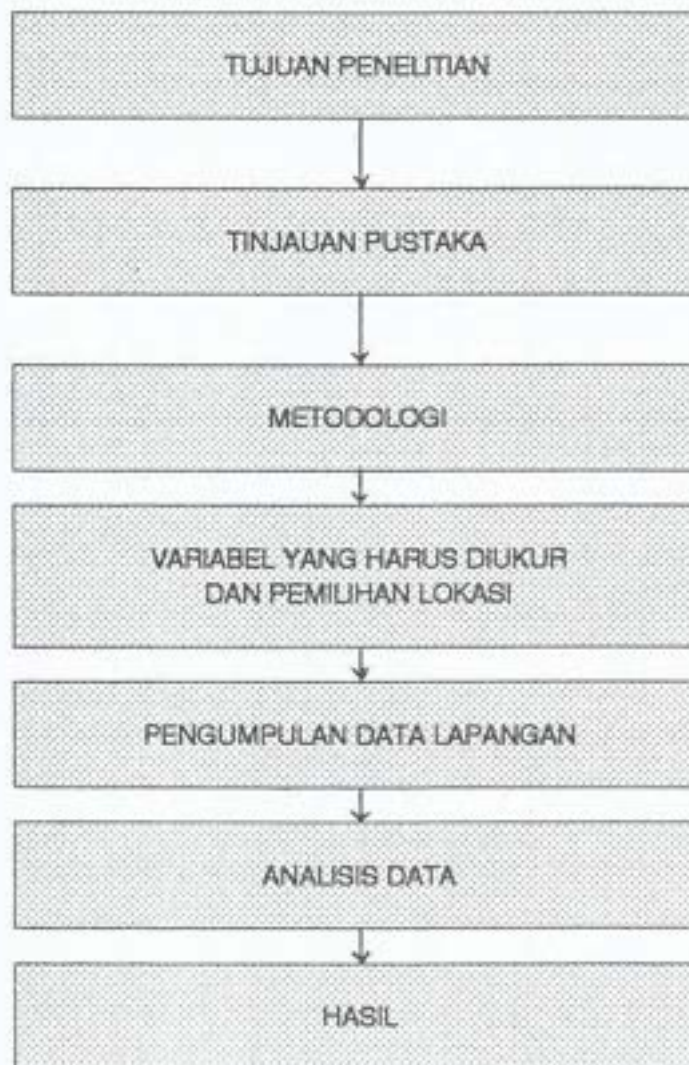 TUJUAN PENELITIAN
TINJAUAN PUSTAKA
METODOLOGI
VARIABEL YANG HARUS DIUKUR
DAN PEMILIHAN LOKASI
PENGUMPULAN DATA LAPANGAN
ANALISIS DATA
HASIL